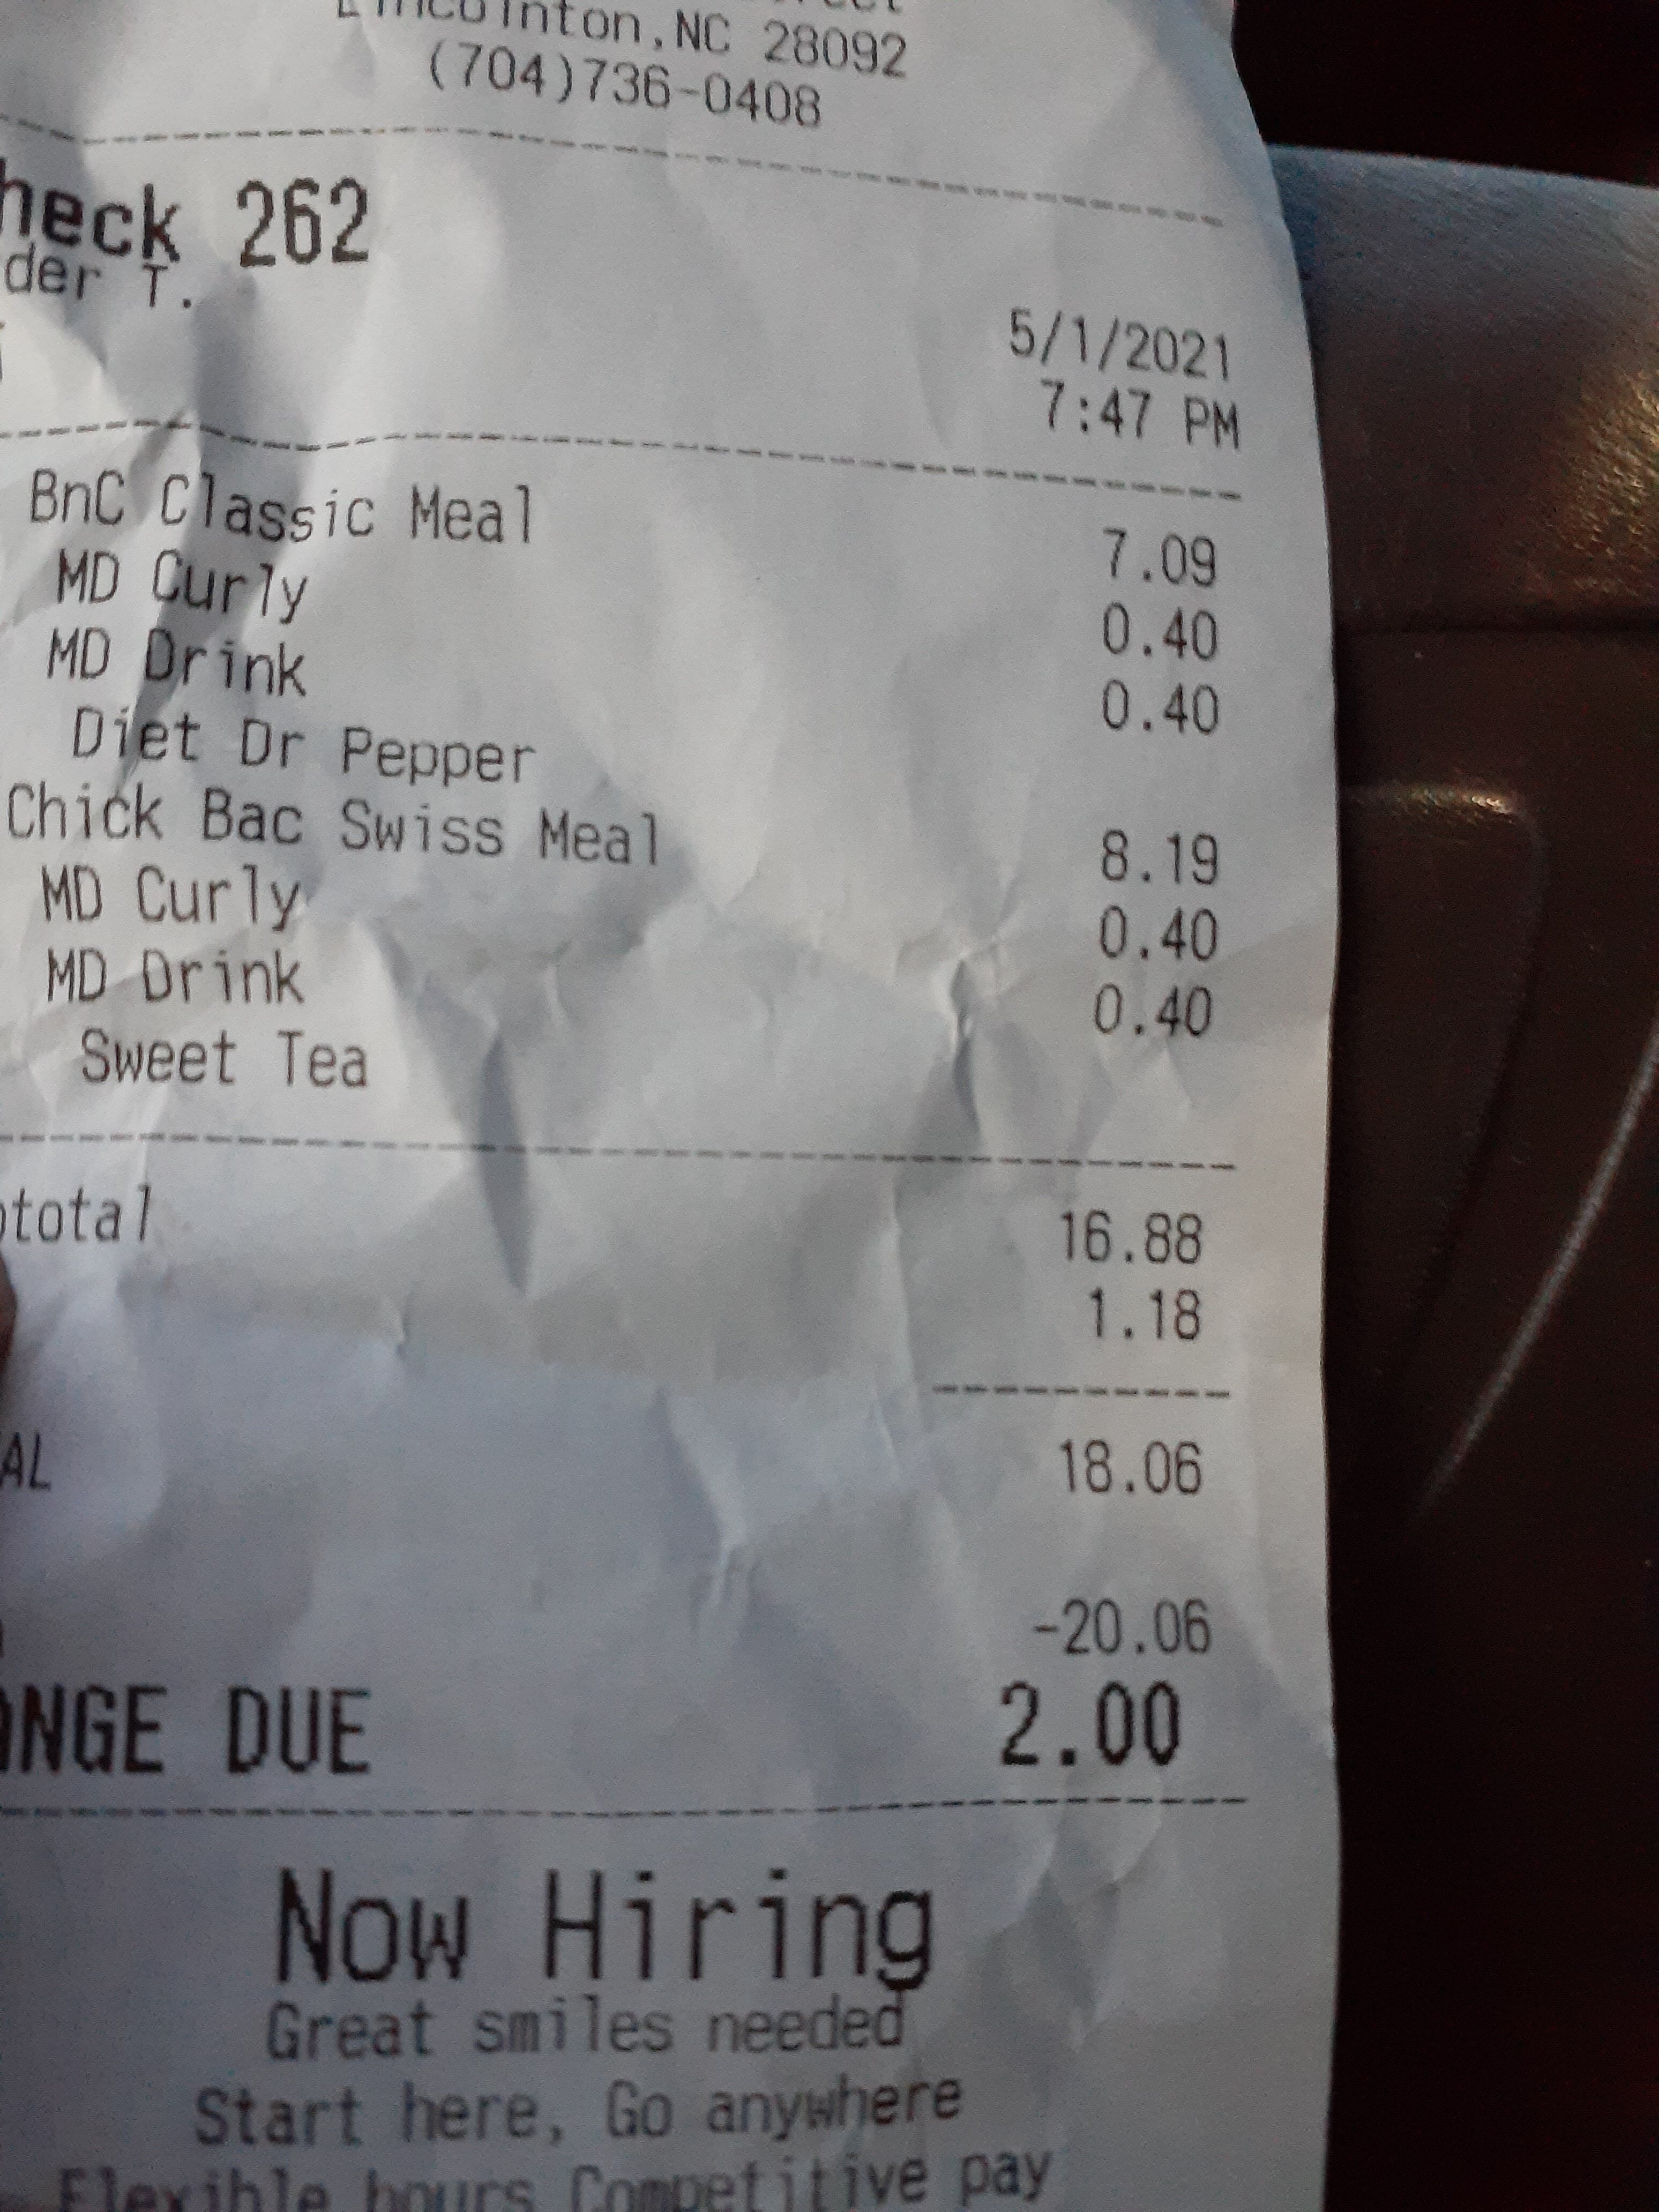 Lincolnton,NC 28092
(704)736-0408
heck 262
der T.
5/1/2021
7:47 PM
BnC Classic Meal 7.09
MD Curly 0.40
MD Drink 0.40
Diet Dr Pepper
Chick Bac Swiss Meal 8.19
MD Curly 0.40
MD Drink 0.40
Sweet Tea
total 16.88
1.18
AL 18.06
-20.06
ANGE DUE 2.00
Now Hiring
Great smiles needed
Start here, Go anywhere
Flexible hours Competitive pay